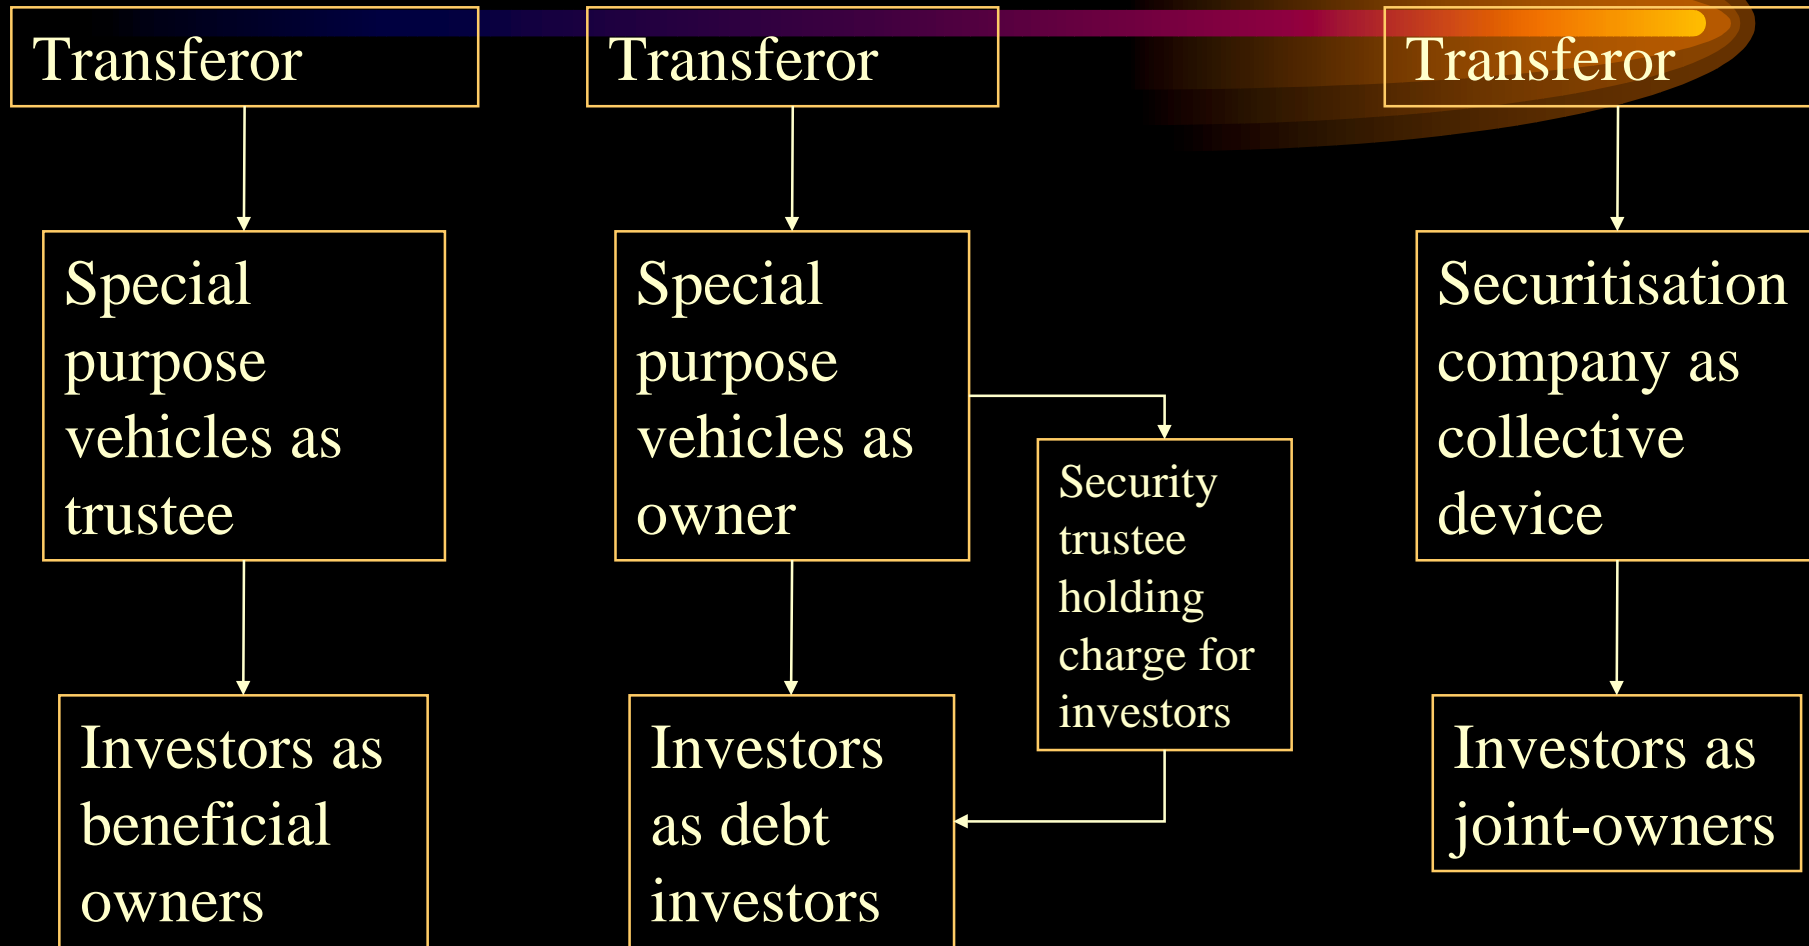 Transferor
Transferor
Transferor
Special
purpose
vehicles as
trustee
Special
purpose
vehicles as
owner
Security
trustee
holding
charge for
investors
Securitisation
company as
collective
device
Investors as
beneficial
owners
Investors
as debt
investors
Investors as
joint-owners